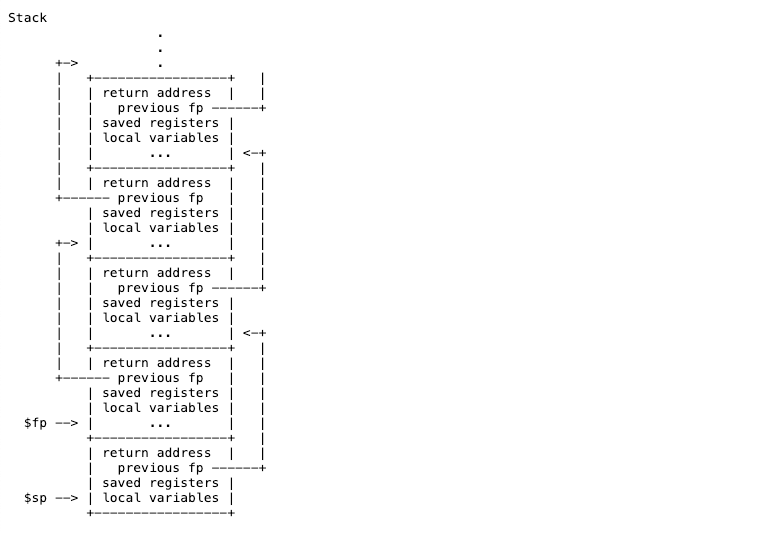 Stack
                   .
                   .
      +->          .
      |   +-----------------+   |
      |   | return address  |   |
      |   |   previous fp ------+
      |   | saved registers |
      |   | local variables |
      |   |       ...       | <-+
      |   +-----------------+   |
      |   | return address  |   |
      +------ previous fp   |   |
          | saved registers |   |
          | local variables |   |
      +-> |       ...       |   |
      |   +-----------------+   |
      |   | return address  |   |
      |   |   previous fp ------+
      |   | saved registers |
      |   | local variables |
      |   |       ...       | <-+
      |   +-----------------+   |
      |   | return address  |   |
      +------ previous fp   |   |
          | saved registers |   |
          | local variables |   |
  $fp --> |       ...       |   |
          +-----------------+   |
          | return address  |   |
          |   previous fp ------+
          | saved registers |
  $sp --> | local variables |
          +-----------------+